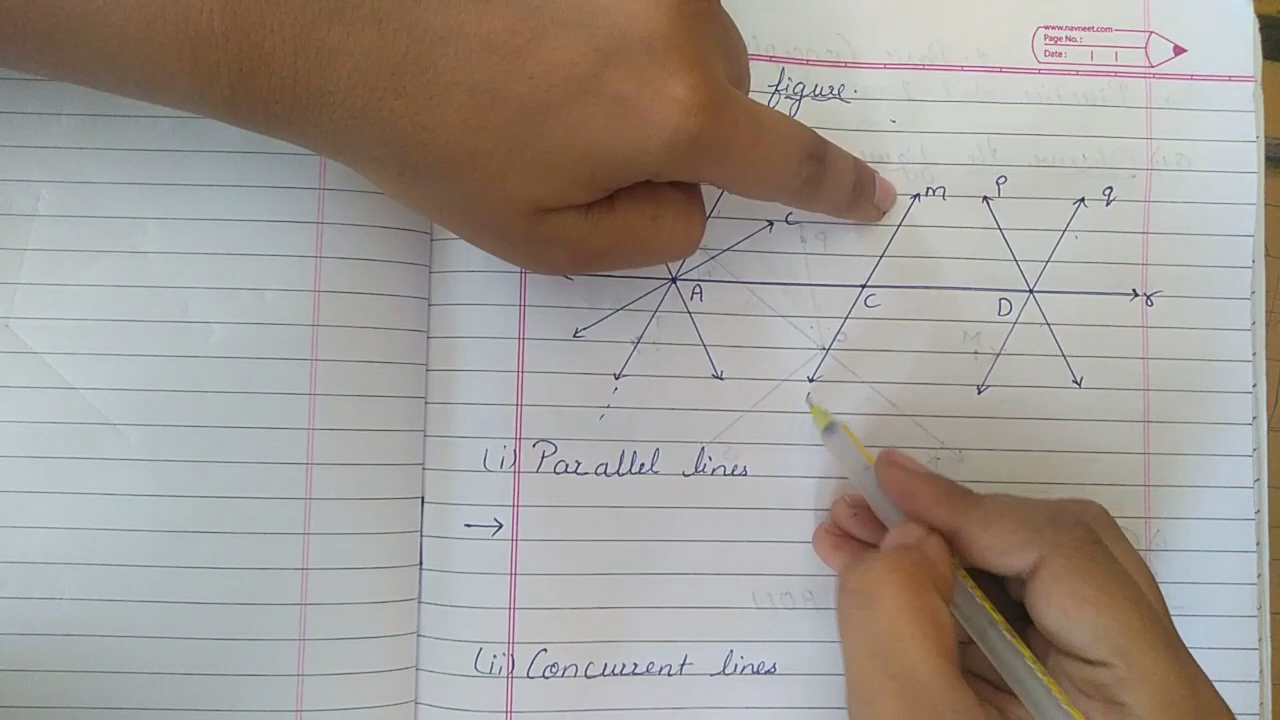 www.navneet.com
Page No.:
Date:
figure.
m p q
A C D r
(i) Parallel lines
→
(ii) Concurrent lines